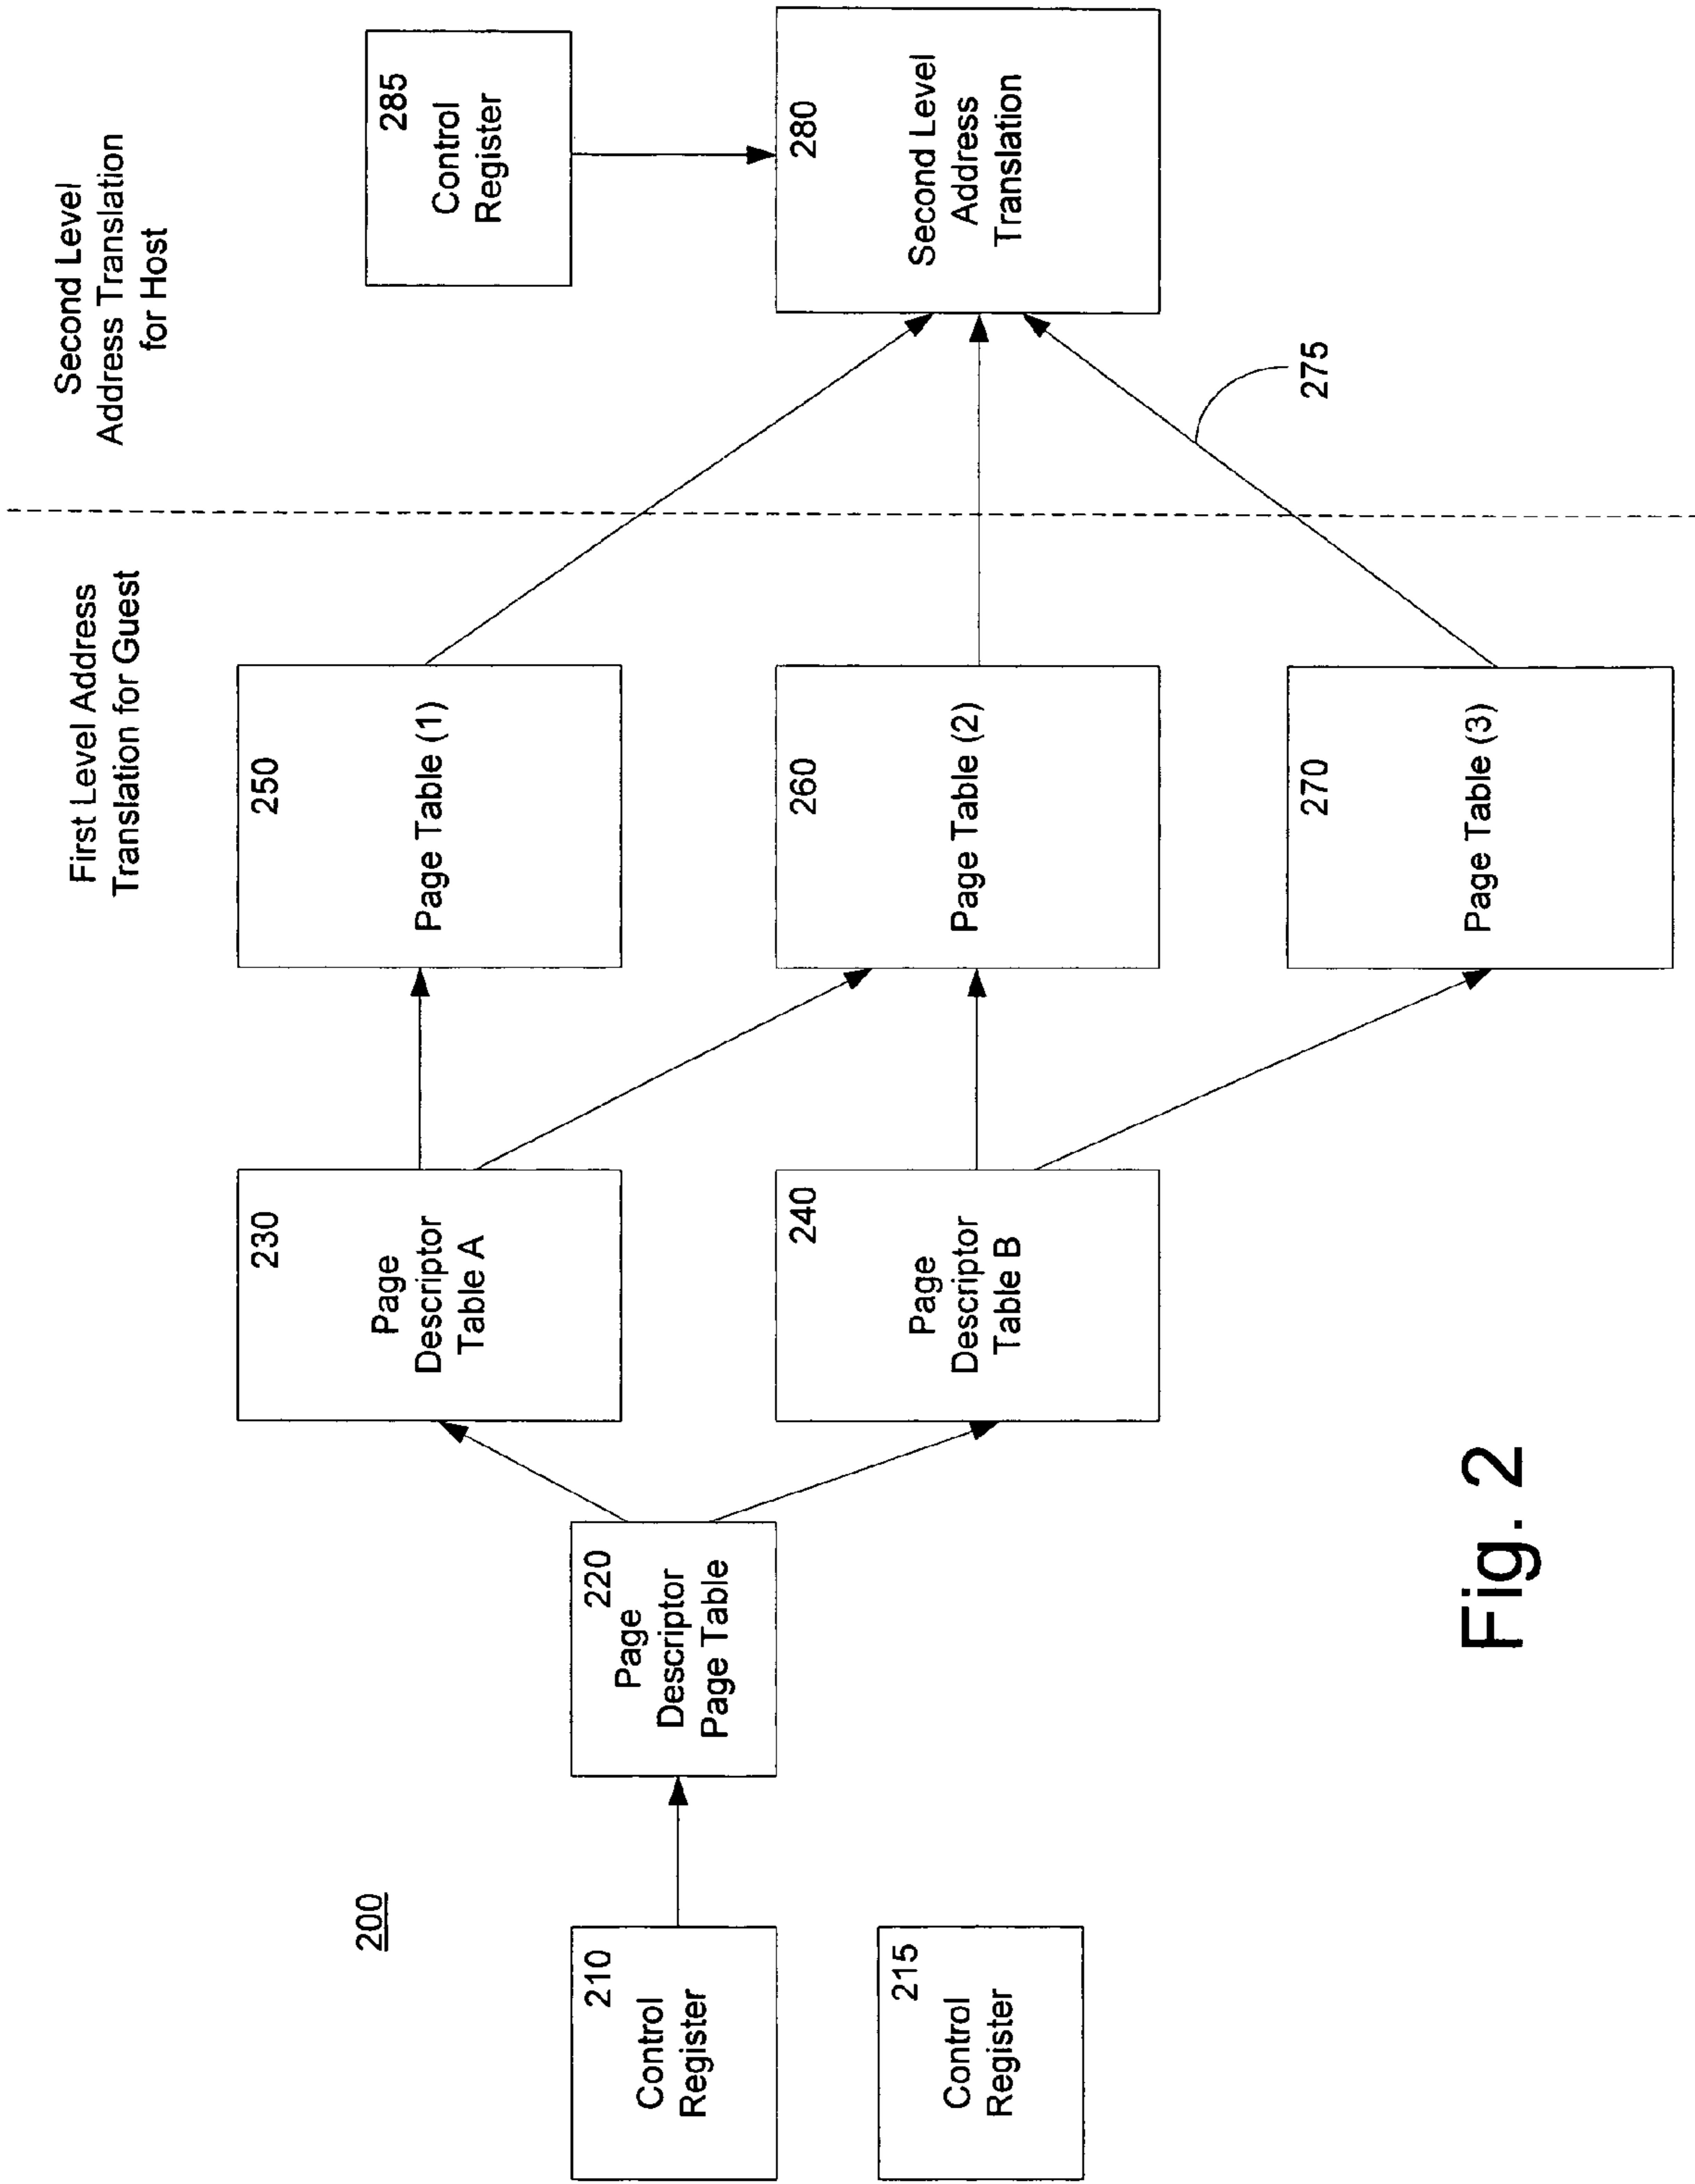 200
210
Control
Register
215
Control
Register
220
Page
Descriptor
Page Table
230
Page
Descriptor
Table A
240
Page
Descriptor
Table B
First Level Address
Translation for Guest
250
Page Table (1)
260
Page Table (2)
270
Page Table (3)
Second Level
Address Translation
for Host
275
285
Control
Register
280
Second Level
Address
Translation
Fig. 2